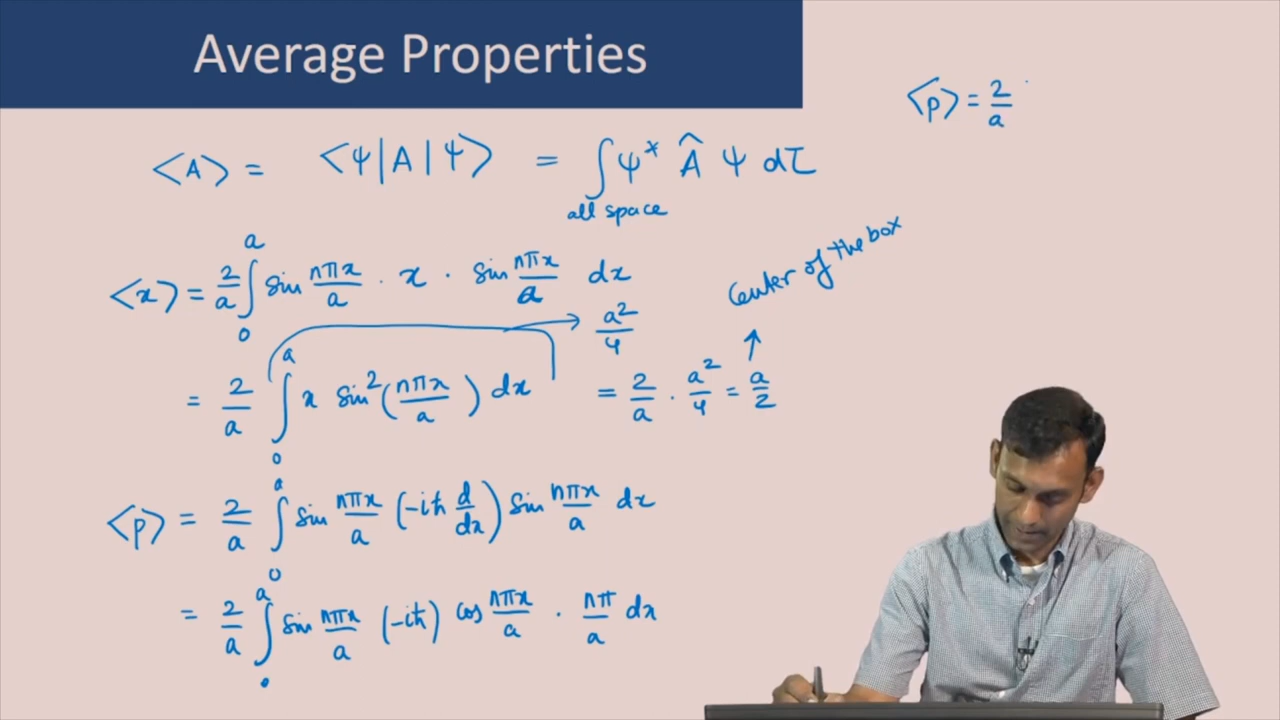 Average Properties
<p> = 2/a
<A> = <Ψ|A|Ψ> = ∫ Ψ* Â Ψ dτ
all space
<x> = 2/a ∫₀ᵃ sin nπx/a · x · sin nπx/a dx
center of the box
= 2/a ∫₀ᵃ x sin²(nπx/a) dx → a²/4 = 2/a · a²/4 = a/2
<p> = 2/a ∫₀ᵃ sin nπx/a (-iħ d/dx) sin nπx/a dx
= 2/a ∫₀ᵃ sin nπx/a (-iħ) cos nπx/a · nπ/a dx